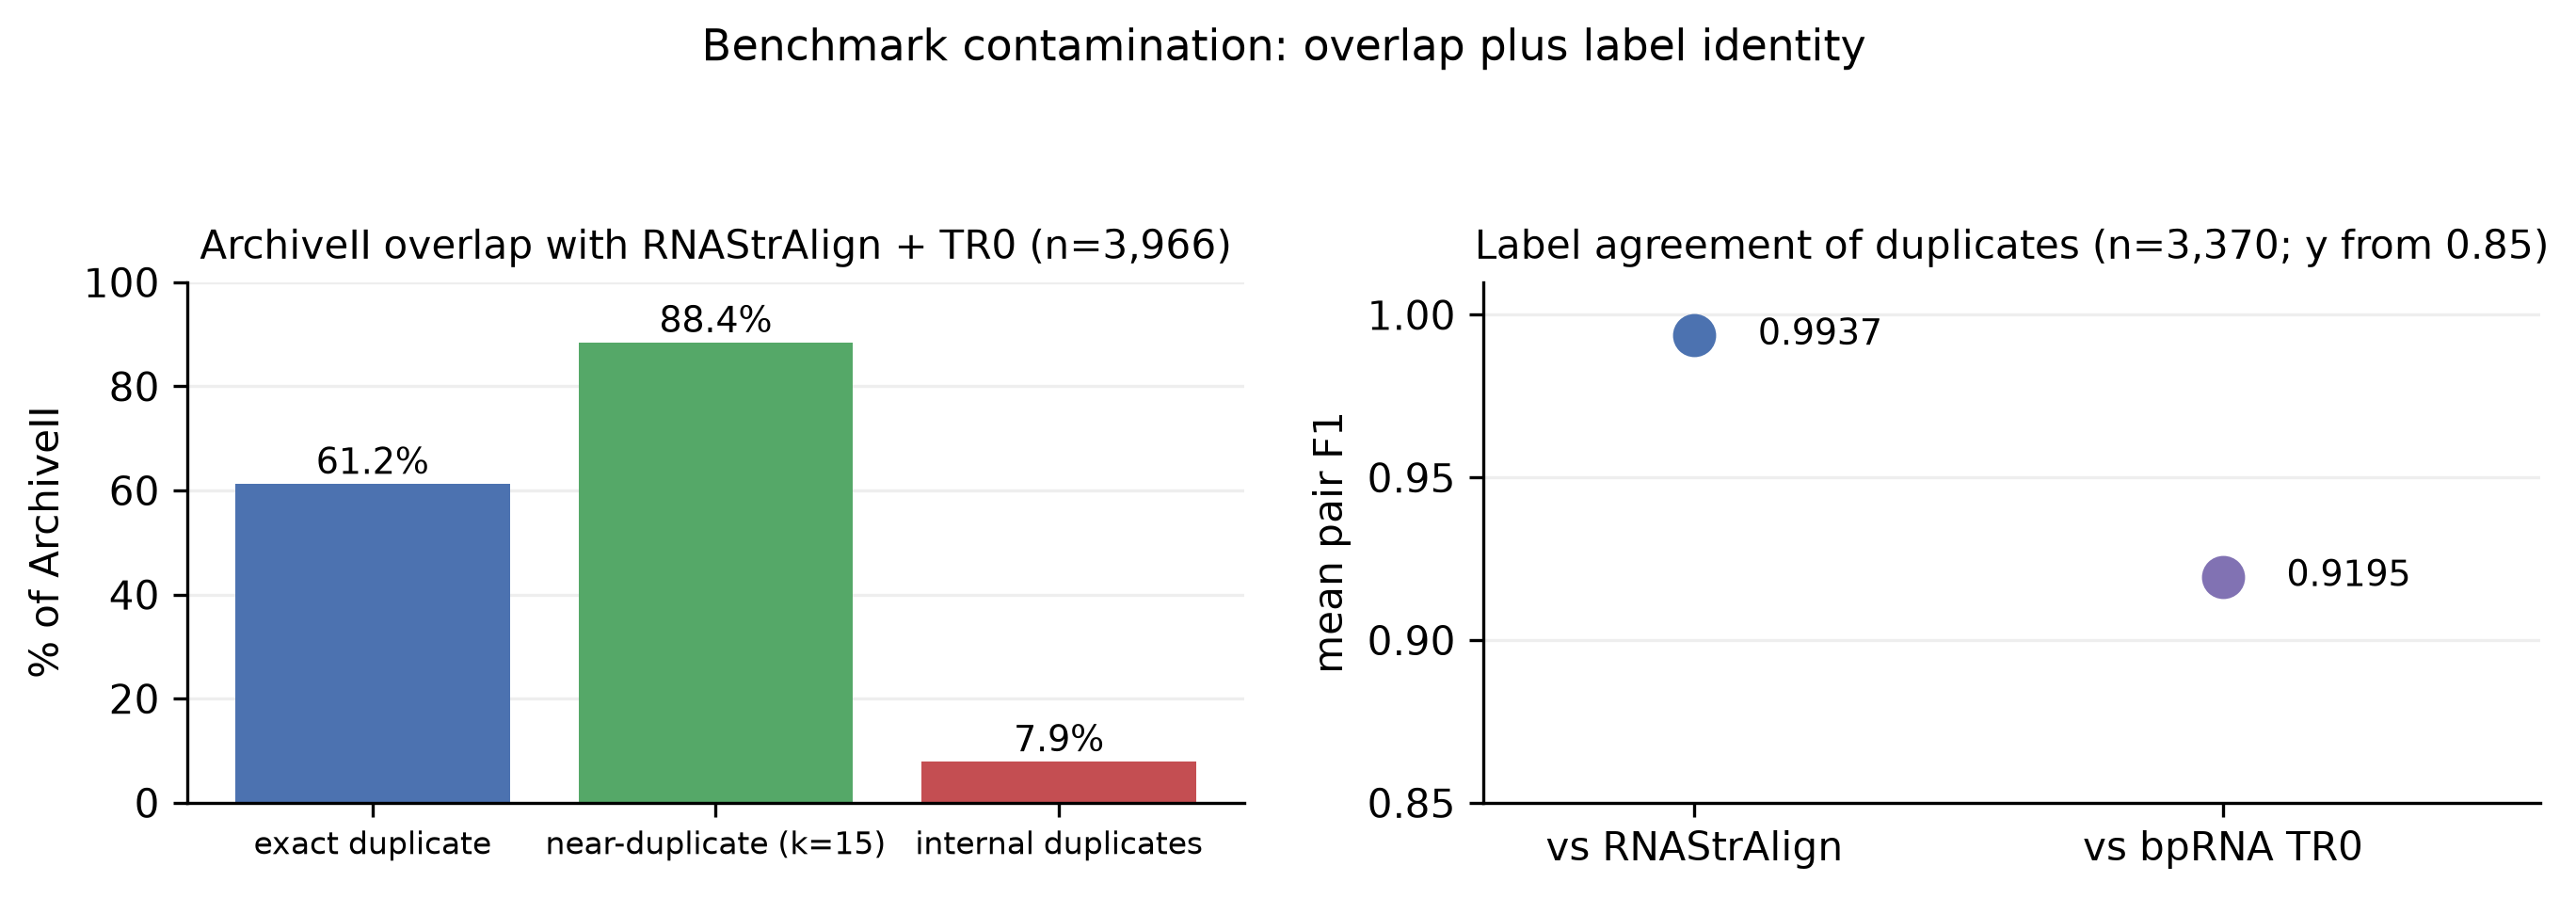 Benchmark contamination: overlap plus label identity
ArchiveII overlap with RNAStrAlign + TR0 (n=3,966)
% of ArchiveII
100
80
60
40
20
0
61.2%
88.4%
7.9%
exact duplicate
near-duplicate (k=15)
internal duplicates
Label agreement of duplicates (n=3,370; y from 0.85)
mean pair F1
1.00
0.95
0.90
0.85
0.9937
0.9195
vs RNAStrAlign
vs bpRNA TR0